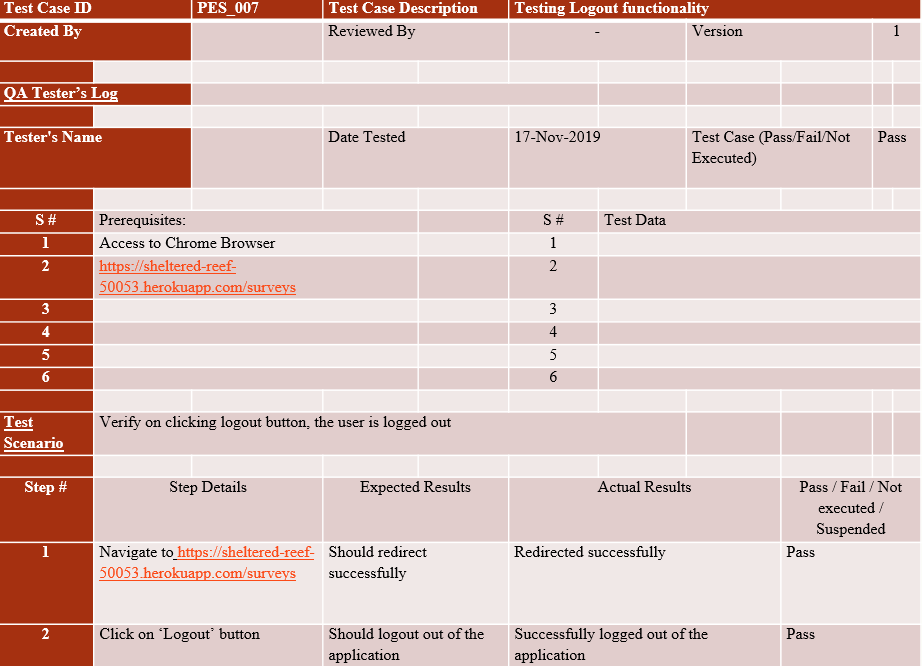 Test Case ID PES_007 Test Case Description Testing Logout functionality
Created By Reviewed By - Version 1
QA Tester’s Log
Tester's Name Date Tested 17-Nov-2019 Test Case (Pass/Fail/Not Pass
Executed)
S # Prerequisites: S # Test Data
1 Access to Chrome Browser 1
2 https://sheltered-reef- 2
50053.herokuapp.com/surveys
3 3
4 4
5 5
6 6
Test Verify on clicking logout button, the user is logged out
Scenario
Step # Step Details Expected Results Actual Results Pass / Fail / Not
executed /
Suspended
1 Navigate to https://sheltered-reef- Should redirect Redirected successfully Pass
50053.herokuapp.com/surveys successfully
2 Click on ‘Logout’ button Should logout out of the Successfully logged out of the Pass
application application